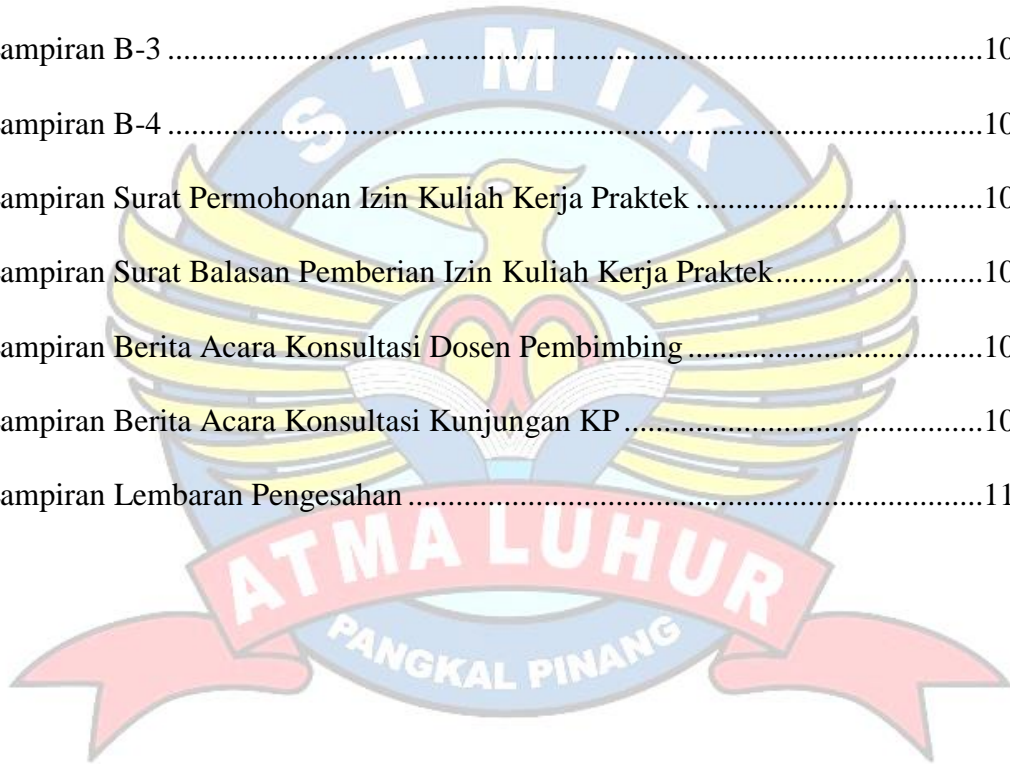 ampiran B-3 ........................................................................................................10
ampiran B-4 ........................................................................................................10
ampiran Surat Permohonan Izin Kuliah Kerja Praktek ....................................10
ampiran Surat Balasan Pemberian Izin Kuliah Kerja Praktek..........................10
ampiran Berita Acara Konsultasi Dosen Pembimbing .....................................10
ampiran Berita Acara Konsultasi Kunjungan KP.............................................10
ampiran Lembaran Pengesahan .........................................................................11
STMIK
ATMA LUHUR
PANGKAL PINANG